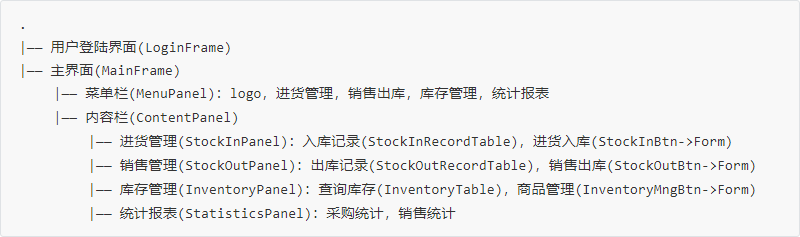 .
|—— 用户登陆界面(LoginFrame)
|—— 主界面(MainFrame)
    |—— 菜单栏(MenuPanel)：logo，进货管理，销售出库，库存管理，统计报表
    |—— 内容栏(ContentPanel)
        |—— 进货管理(StockInPanel)：入库记录(StockInRecordTable)，进货入库(StockInBtn->Form)
        |—— 销售管理(StockOutPanel)：出库记录(StockOutRecordTable)，销售出库(StockOutBtn->Form)
        |—— 库存管理(InventoryPanel)：查询库存(InventoryTable)，商品管理(InventoryMngBtn->Form)
        |—— 统计报表(StatisticsPanel)：采购统计，销售统计